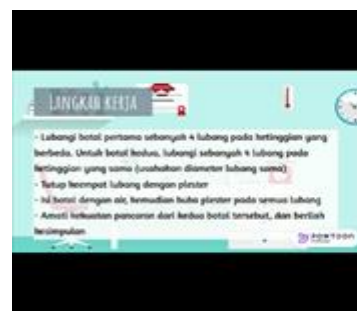 LANGKAH KERJA
- Lubangi botol pertama sebanyak 4 lubang pada ketinggian yang
berbeda. Untuk botol kedua, lubangi sebanyak 4 lubang pada
ketinggian yang sama (usahakan diameter lubang sama)
- Tutup keempat lubang dengan plester
- Isi botol dengan air, kemudian buka plester pada semua lubang
- Amati kekuatan pancaran dari kedua botol tersebut, dan berilah
kesimpulan
POWTOON